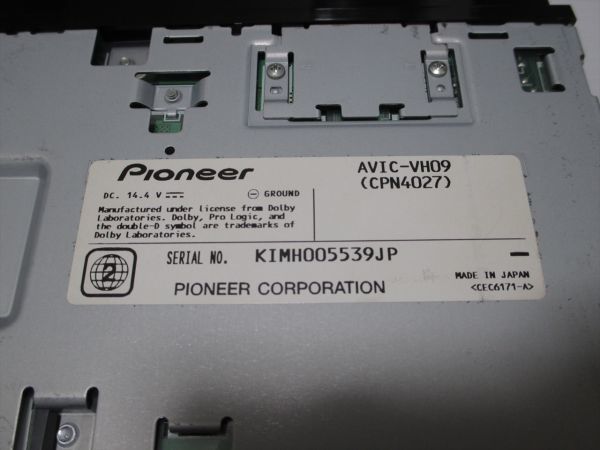 Pioneer
AVIC-VH09
(CPN4027)
DC. 14.4 V
⊖ GROUND
Manufactured under license from Dolby
Laboratories. Dolby, Pro Logic, and
the double-D symbol are trademarks of
Dolby Laboratories.
2
SERIAL NO. KIMH005539JP
PIONEER CORPORATION
MADE IN JAPAN
<CEC6171-A>